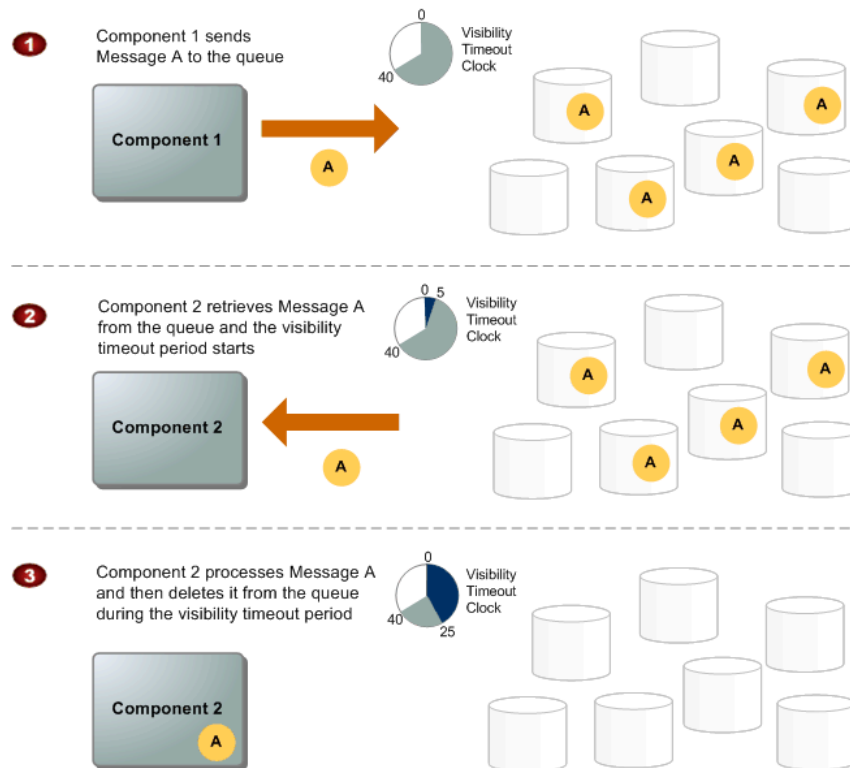 1
Component 1 sends
Message A to the queue
0
40
Visibility
Timeout
Clock
Component 1
A
A
A
A
A
2
Component 2 retrieves Message A
from the queue and the visibility
timeout period starts
0 5
40
Visibility
Timeout
Clock
Component 2
A
A
A
A
A
3
Component 2 processes Message A
and then deletes it from the queue
during the visibility timeout period
0
40
25
Visibility
Timeout
Clock
Component 2
A